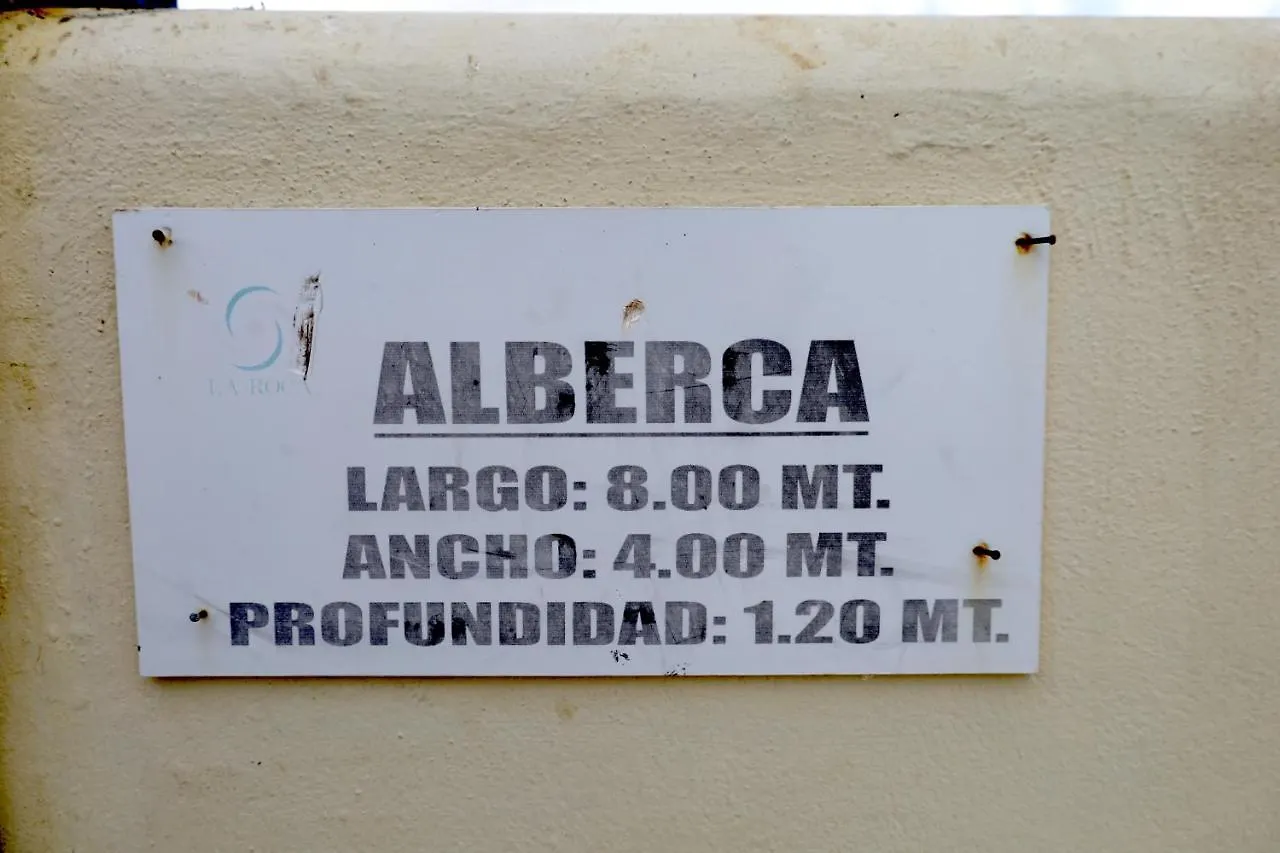 LA ROCA
ALBERCA
LARGO: 8.00 MT.
ANCHO: 4.00 MT.
PROFUNDIDAD: 1.20 MT.